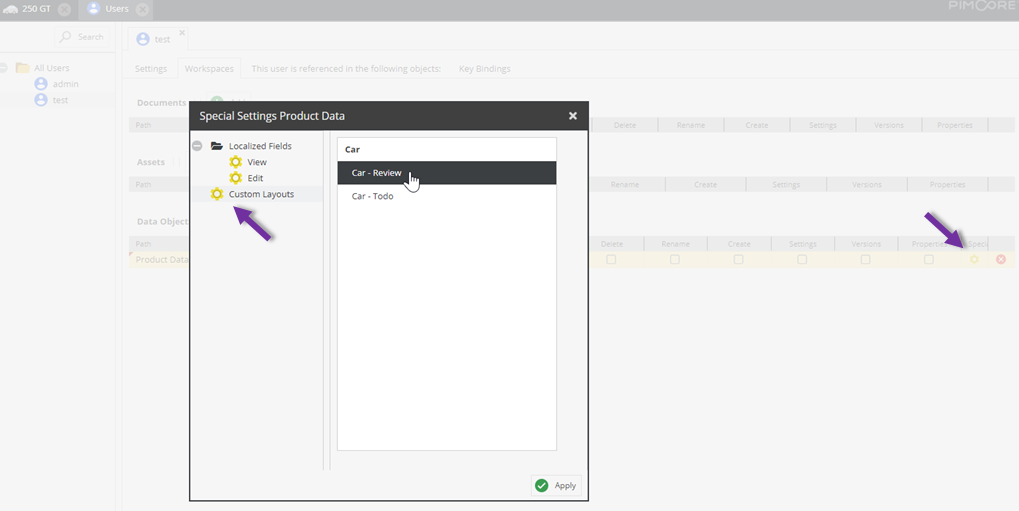 250 GT
Users
PIMCORE
Search
test
All Users
admin
test
Settings
Workspaces
This user is referenced in the following objects:
Key Bindings
Documents
Path
Delete
Rename
Create
Settings
Versions
Properties
Assets
Path
Rename
Create
Settings
Versions
Properties
Data Object
Path
Delete
Rename
Create
Settings
Versions
Properties
Speci
Product Data
Special Settings Product Data
Localized Fields
View
Edit
Custom Layouts
Car
Car - Review
Car - Todo
Apply